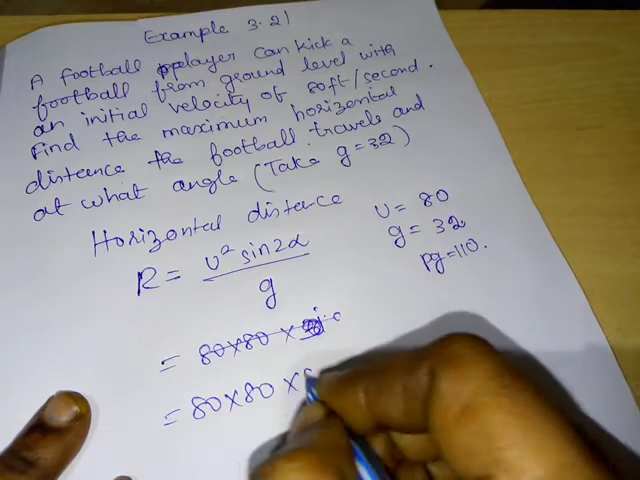 Example 3.21
A football player can kick a
football from ground level with
an initial velocity of 80ft/second.
Find the maximum horizontal
distance the football travels and
at what angle (Take g=32)
Horizontal distance
U = 80
g = 32
pg=110.
R = U² sin2α / g
= 80×80 ×
= 80×80 ×